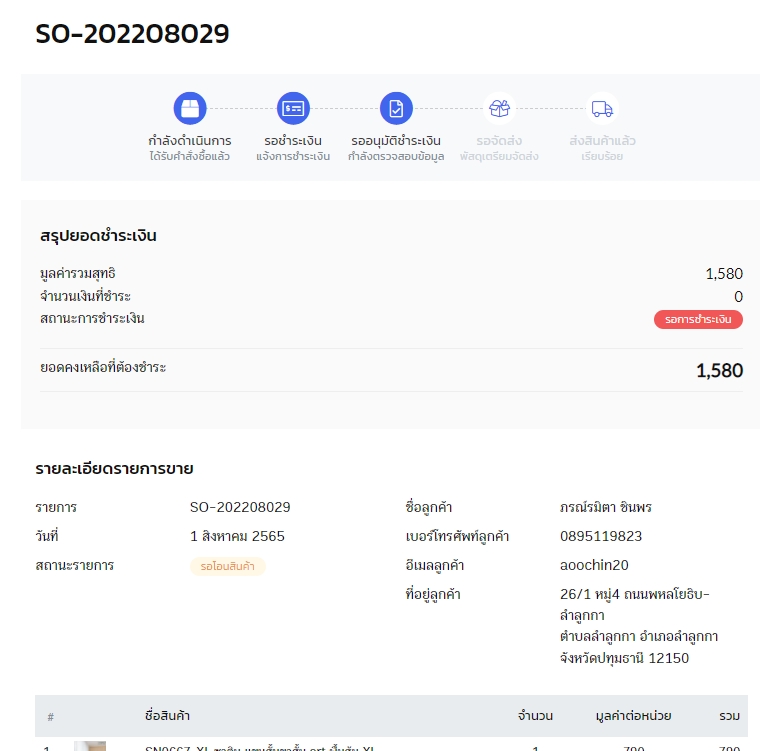 SO-202208029
กำลังดำเนินการ
ได้รับคำสั่งซื้อแล้ว
รอชำระเงิน
แจ้งการชำระเงิน
รออนุมัติชำระเงิน
กำลังตรวจสอบข้อมูล
รอจัดส่ง
พัสดุเตรียมจัดส่ง
ส่งสินค้าแล้ว
เรียบร้อย
สรุปยอดชำระเงิน
มูลค่ารวมสุทธิ 1,580
จำนวนเงินที่ชำระ 0
สถานะการชำระเงิน รอการชำระเงิน
ยอดคงเหลือที่ต้องชำระ 1,580
รายละเอียดรายการขาย
รายการ SO-202208029
วันที่ 1 สิงหาคม 2565
สถานะรายการ รอโอนสินค้า
ชื่อลูกค้า ภรณ์รมิตา ชินพร
เบอร์โทรศัพท์ลูกค้า 0895119823
อีเมลลูกค้า aoochin20
ที่อยู่ลูกค้า 26/1 หมู่4 ถนนพหลโยธิบ-
ลำลูกกา
ตำบลลำลูกกา อำเภอลำลูกกา
จังหวัดปทุมธานี 12150
# ชื่อสินค้า จำนวน มูลค่าต่อหน่วย รวม